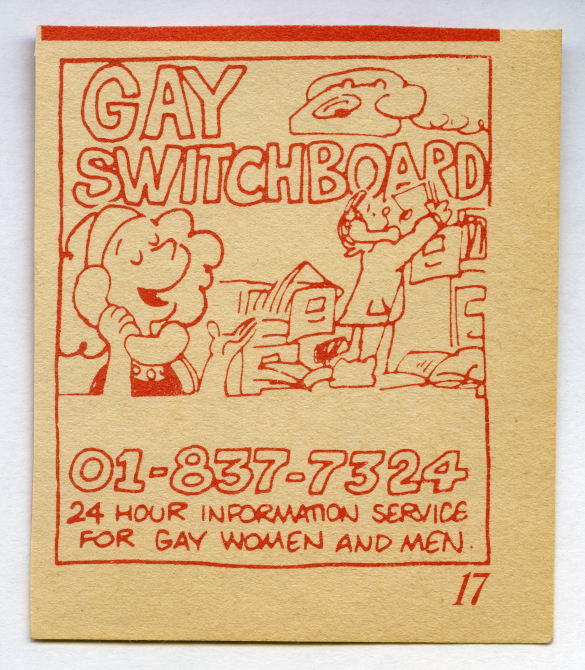 GAY
SWITCHBOARD
01-837-7324
24 HOUR INFORMATION SERVICE
FOR GAY WOMEN AND MEN.
17